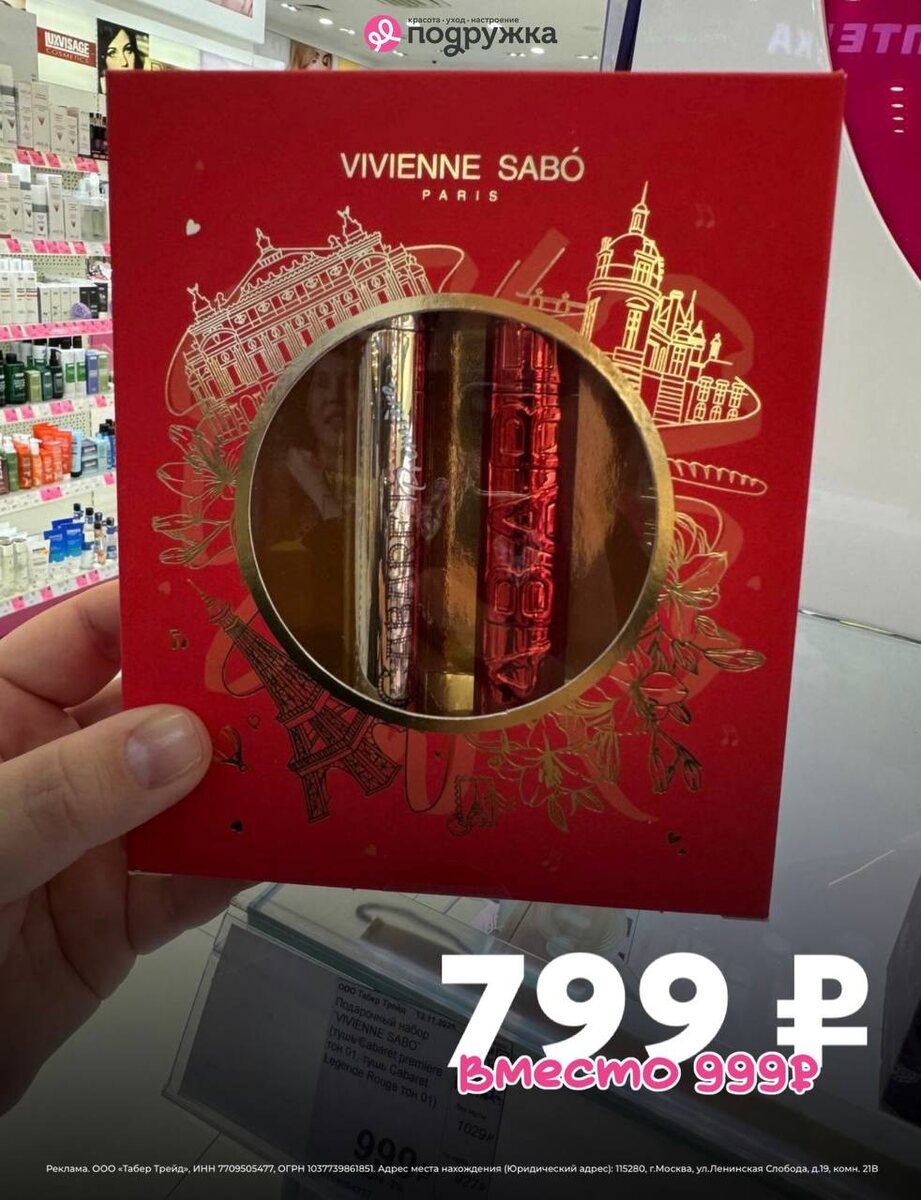 красота • уход • настроение
подружка
LUXVISAGE
COSMETICS
VIVIENNE SABÓ
PARIS
CABARET
CABARET
799 ₽
вместо 999₽
ООО Табер Трейд
Подарочный набор
"VIVIENNE SABO"
(тушь Cabaret premiere
тон 01, тушь Cabaret
Legende Rouge тон 01)
1029₽
999
Реклама. ООО «Табер Трейд», ИНН 7709505477, ОГРН 1037739861851. Адрес места нахождения (Юридический адрес): 115280, г.Москва, ул.Ленинская Слобода, д.19, комн. 21В